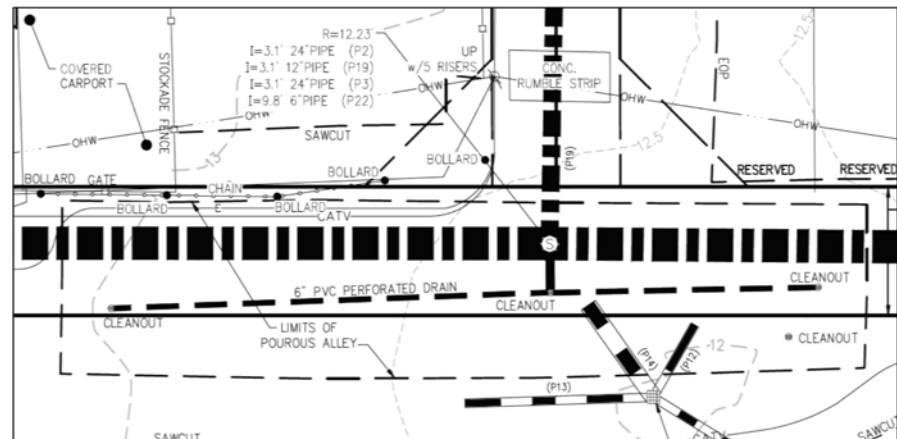 R=12.23'
I=3.1' 24"PIPE (P2)
I=3.1' 12"PIPE (P19)
I=3.1' 24"PIPE (P3)
I=9.8' 6"PIPE (P22)
UP
w/5 RISERS
CONC.
RUMBLE STRIP
COVERED
CARPORT
STOCKADE FENCE
EOP
12.5
12.5
OHW
OHW
OHW
OHW
OHW
SAWCUT
13
(P19)
BOLLARD
BOLLARD
RESERVED
RESERVED
BOLLARD
GATE
CHAIN
BOLLARD
E
BOLLARD
CATV
S
6" PVC PERFORATED DRAIN
CLEANOUT
CLEANOUT
CLEANOUT
LIMITS OF
POUROUS ALLEY
CLEANOUT
12
(P14)
(P12)
(P13)
SAWCUT
SAWCUT